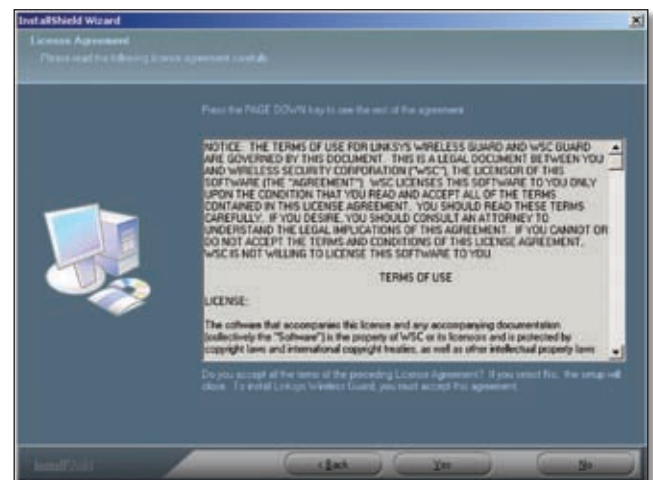 InstallShield Wizard
License Agreement
Please read the following license agreement carefully.
Press the PAGE DOWN key to see the rest of the agreement.
NOTICE: THE TERMS OF USE FOR LINKSYS WIRELESS GUARD AND WSC GUARD
ARE GOVERNED BY THIS DOCUMENT. THIS IS A LEGAL DOCUMENT BETWEEN YOU
AND WIRELESS SECURITY CORPORATION ("WSC"), THE LICENSOR OF THIS
SOFTWARE (THE "AGREEMENT"). WSC LICENSES THIS SOFTWARE TO YOU ONLY
UPON THE CONDITION THAT YOU READ AND ACCEPT ALL OF THE TERMS
CONTAINED IN THIS LICENSE AGREEMENT. YOU SHOULD READ THESE TERMS
CAREFULLY. IF YOU DESIRE, YOU SHOULD CONSULT AN ATTORNEY TO
UNDERSTAND THE LEGAL IMPLICATIONS OF THIS AGREEMENT. IF YOU CANNOT OR
DO NOT ACCEPT THE TERMS AND CONDITIONS OF THIS LICENSE AGREEMENT,
WSC IS NOT WILLING TO LICENSE THIS SOFTWARE TO YOU.
TERMS OF USE
LICENSE:
The software that accompanies this license and any accompanying documentation
(collectively the "Software") is the property of WSC or its licensors and is protected by
copyright laws and international copyright treaties, as well as other intellectual property laws
Do you accept all the terms of the preceding License Agreement? If you select No, the setup will
close. To install Linksys Wireless Guard, you must accept this agreement.
InstallShield
< Back
Yes
No